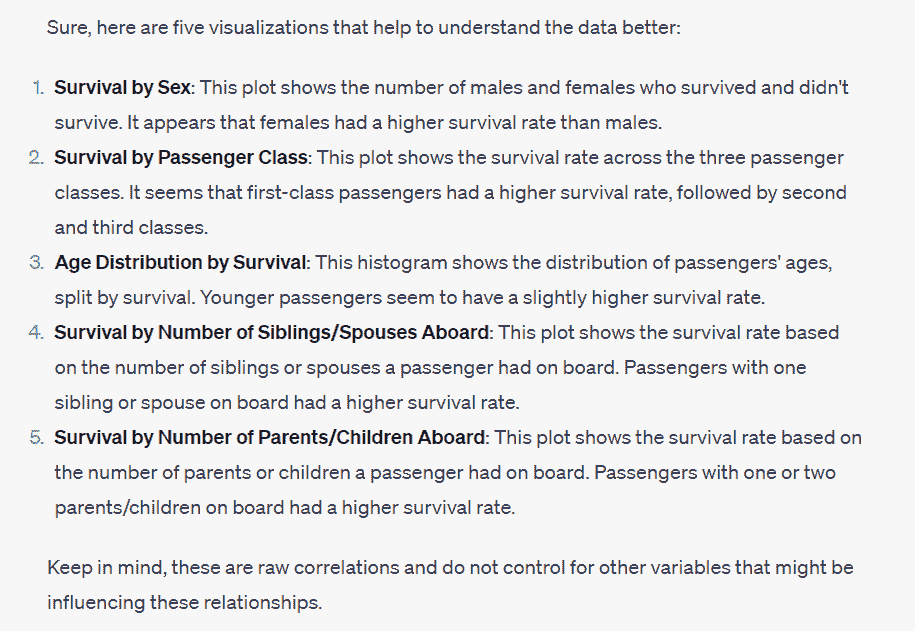 Sure, here are five visualizations that help to understand the data better:
1. Survival by Sex: This plot shows the number of males and females who survived and didn't
survive. It appears that females had a higher survival rate than males.
2. Survival by Passenger Class: This plot shows the survival rate across the three passenger
classes. It seems that first-class passengers had a higher survival rate, followed by second
and third classes.
3. Age Distribution by Survival: This histogram shows the distribution of passengers' ages,
split by survival. Younger passengers seem to have a slightly higher survival rate.
4. Survival by Number of Siblings/Spouses Aboard: This plot shows the survival rate based
on the number of siblings or spouses a passenger had on board. Passengers with one
sibling or spouse on board had a higher survival rate.
5. Survival by Number of Parents/Children Aboard: This plot shows the survival rate based on
the number of parents or children a passenger had on board. Passengers with one or two
parents/children on board had a higher survival rate.
Keep in mind, these are raw correlations and do not control for other variables that might be
influencing these relationships.